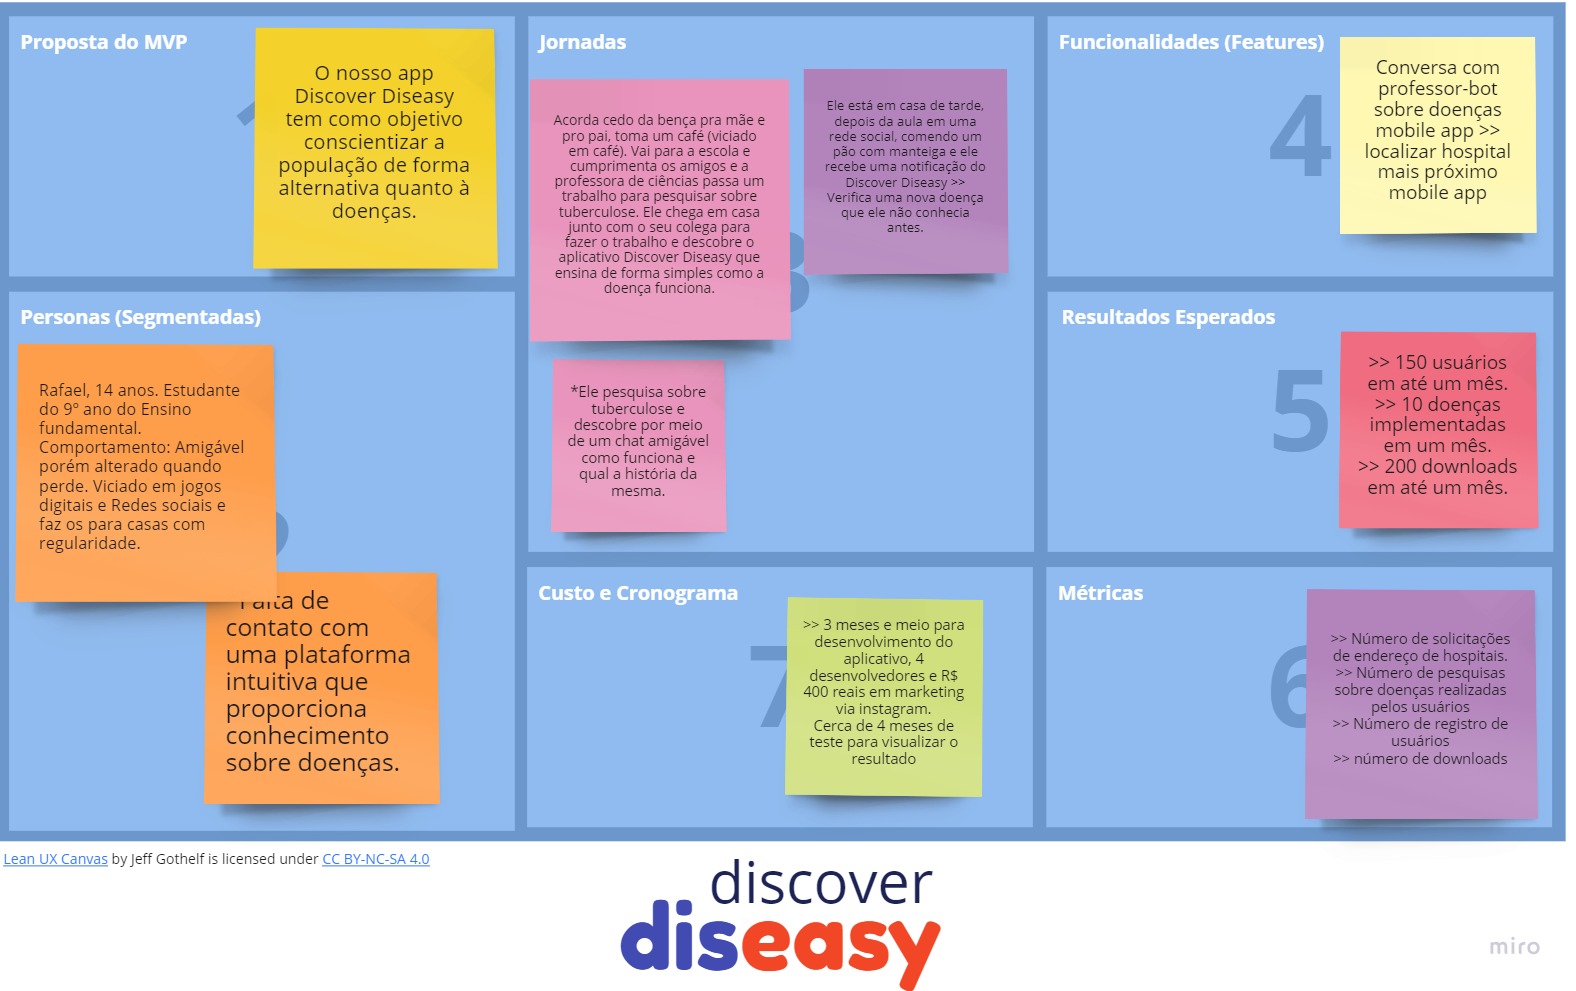 Proposta do MVP
1
O nosso app
Discover Diseasy
tem como objetivo
conscientizar a
população de forma
alternativa quanto à
doenças.
Personas (Segmentadas)
Rafael, 14 anos. Estudante
do 9º ano do Ensino
fundamental.
Comportamento: Amigável
porém alterado quando
perde. Viciado em jogos
digitais e Redes sociais e
faz os para casas com
regularidade.
Falta de
contato com
uma plataforma
intuitiva que
proporciona
conhecimento
sobre doenças.
Jornadas
Acorda cedo da bença pra mãe e
pro pai, toma um café (viciado
em café). Vai para a escola e
cumprimenta os amigos e a
professora de ciências passa um
trabalho para pesquisar sobre
tuberculose. Ele chega em casa
junto com o seu colega para
fazer o trabalho e descobre o
aplicativo Discover Diseasy que
ensina de forma simples como a
doença funciona.
3
Ele está em casa de tarde,
depois da aula em uma
rede social, comendo um
pão com manteiga e ele
recebe uma notificação do
Discover Diseasy >>
Verifica uma nova doença
que ele não conhecia
antes.
*Ele pesquisa sobre
tuberculose e
descobre por meio
de um chat amigável
como funciona e
qual a história da
mesma.
Funcionalidades (Features)
4
Conversa com
professor-bot
sobre doenças
mobile app >>
localizar hospital
mais próximo
mobile app
Resultados Esperados
5
>> 150 usuários
em até um mês.
>> 10 doenças
implementadas
em um mês.
>> 200 downloads
em até um mês.
Custo e Cronograma
7
>> 3 meses e meio para
desenvolvimento do
aplicativo, 4
desenvolvedores e R$
400 reais em marketing
via instagram.
Cerca de 4 meses de
teste para visualizar o
resultado
Métricas
6
>> Número de solicitações
de endereço de hospitais.
>> Número de pesquisas
sobre doenças realizadas
pelos usuários
>> Número de registro de
usuários
>> número de downloads
Lean UX Canvas by Jeff Gothelf is licensed under CC BY-NC-SA 4.0
discover
diseasy
miro